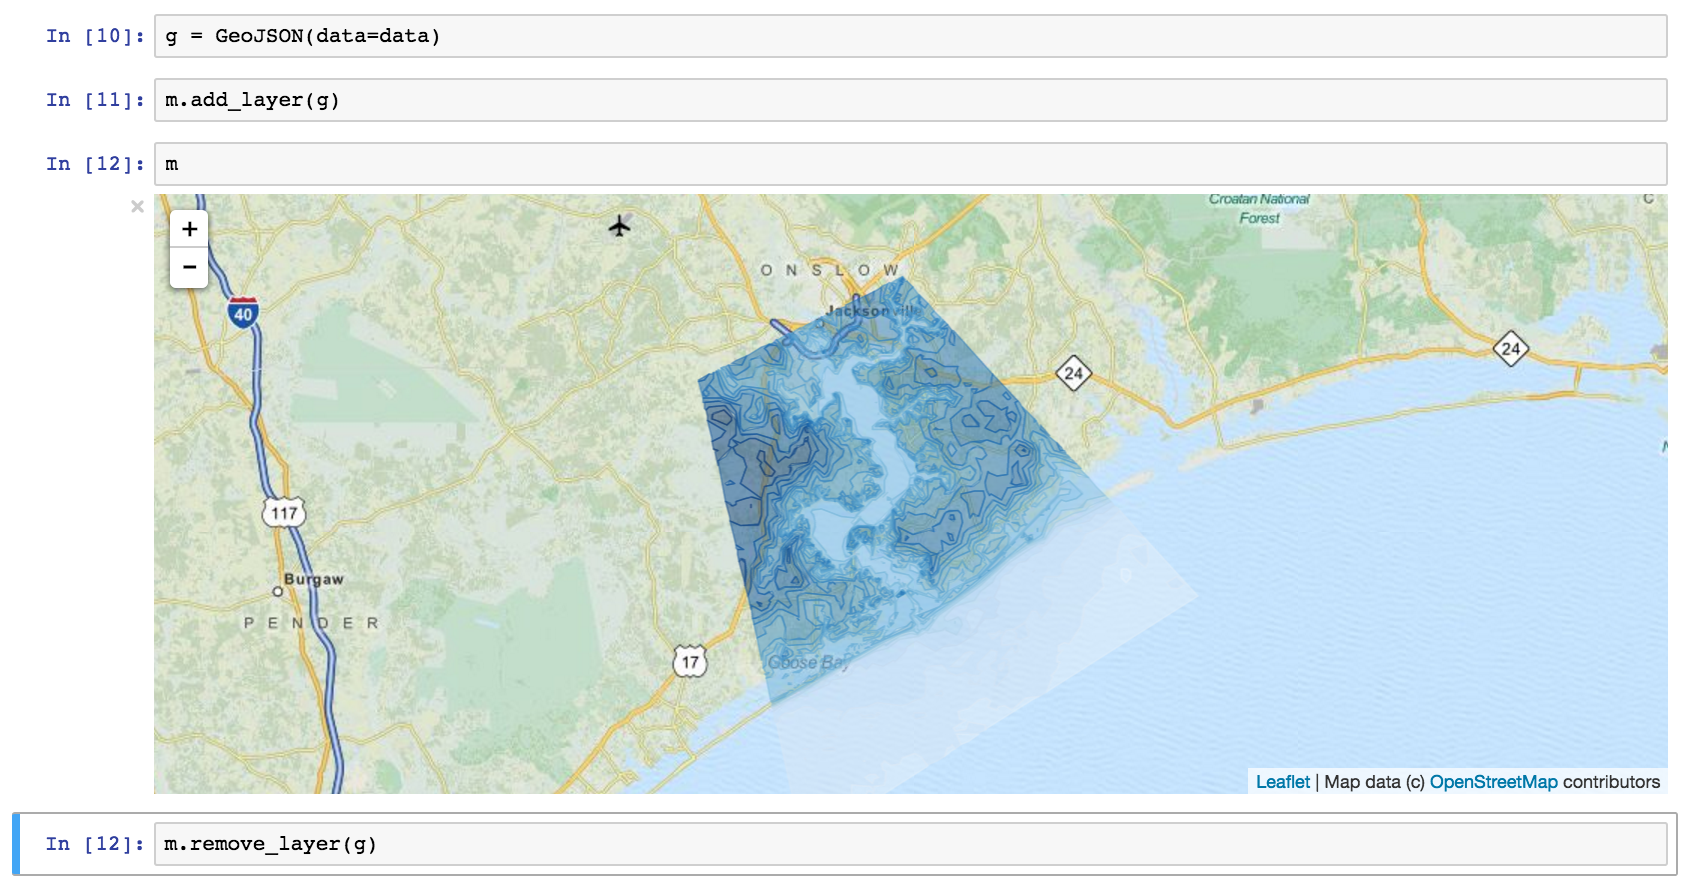 In [10]: g = GeoJSON(data=data)
In [11]: m.add_layer(g)
In [12]: m
×
+
−
Croatan National
Forest
C
ONSLOW
Jacksonville
40
24
24
117
Burgaw
PENDER
17
Goose Bay
N
Leaflet | Map data (c) OpenStreetMap contributors
In [12]: m.remove_layer(g)